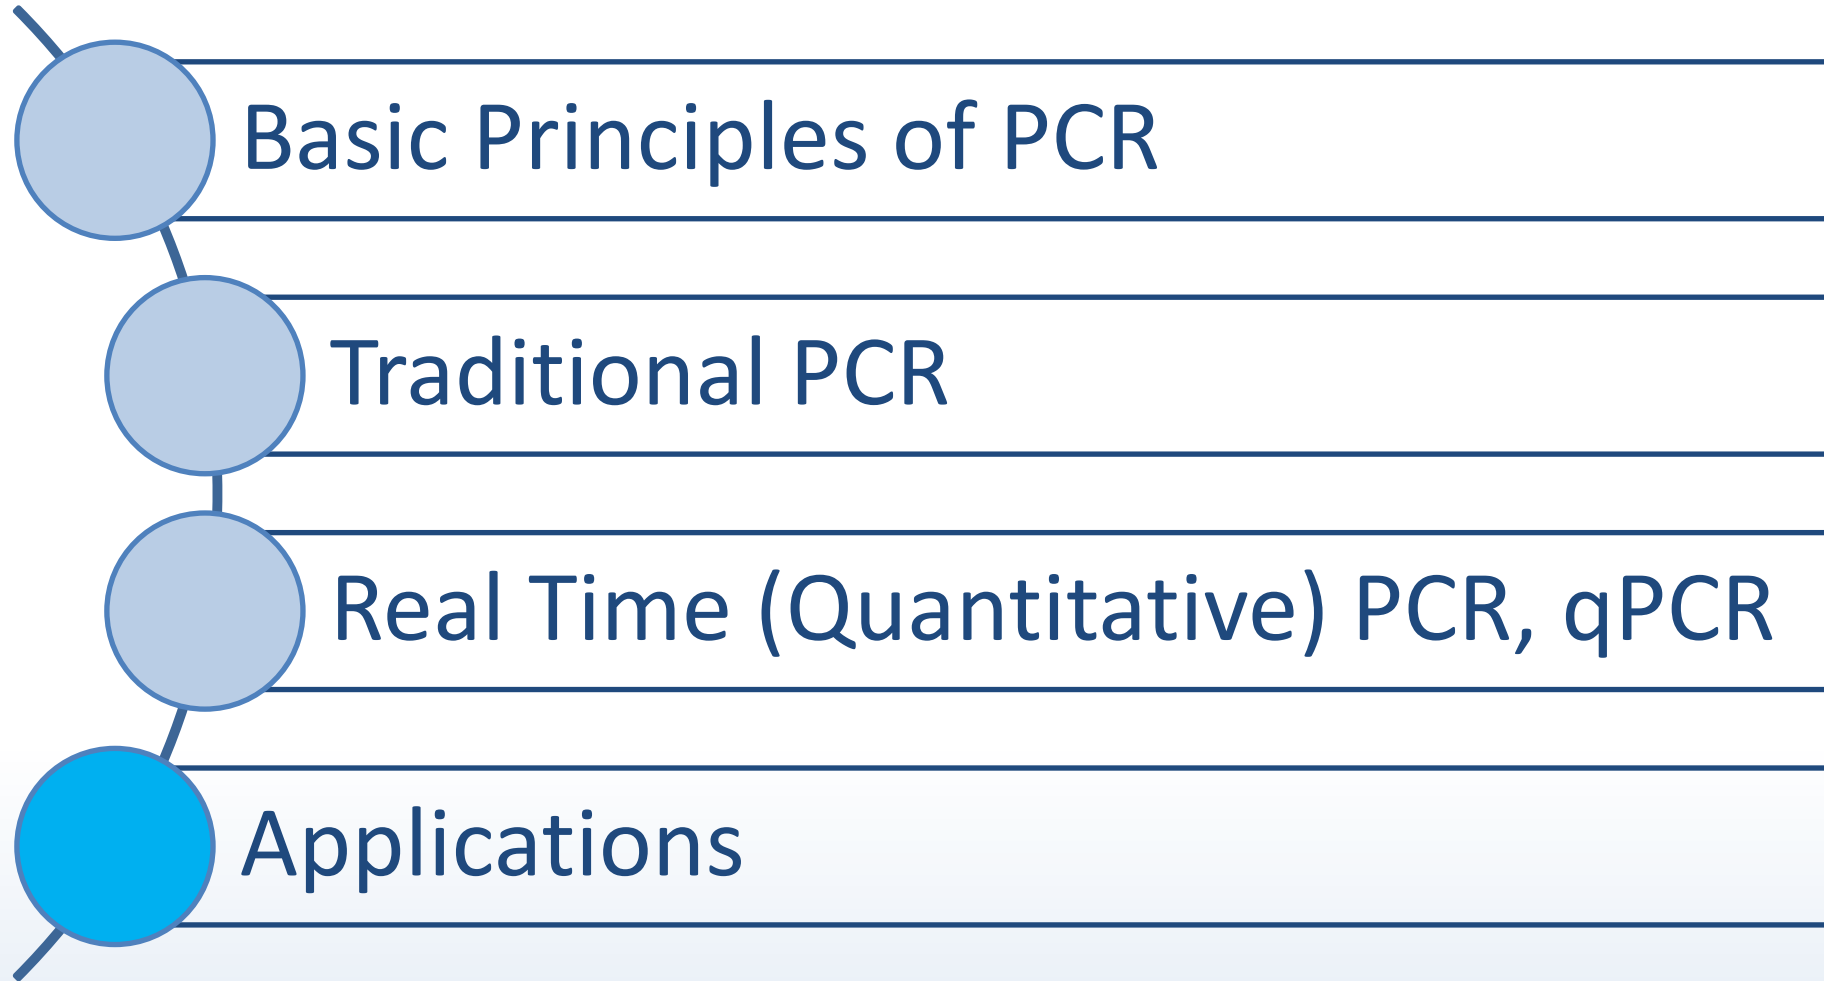 Basic Principles of PCR
Traditional PCR
Real Time (Quantitative) PCR, qPCR
Applications